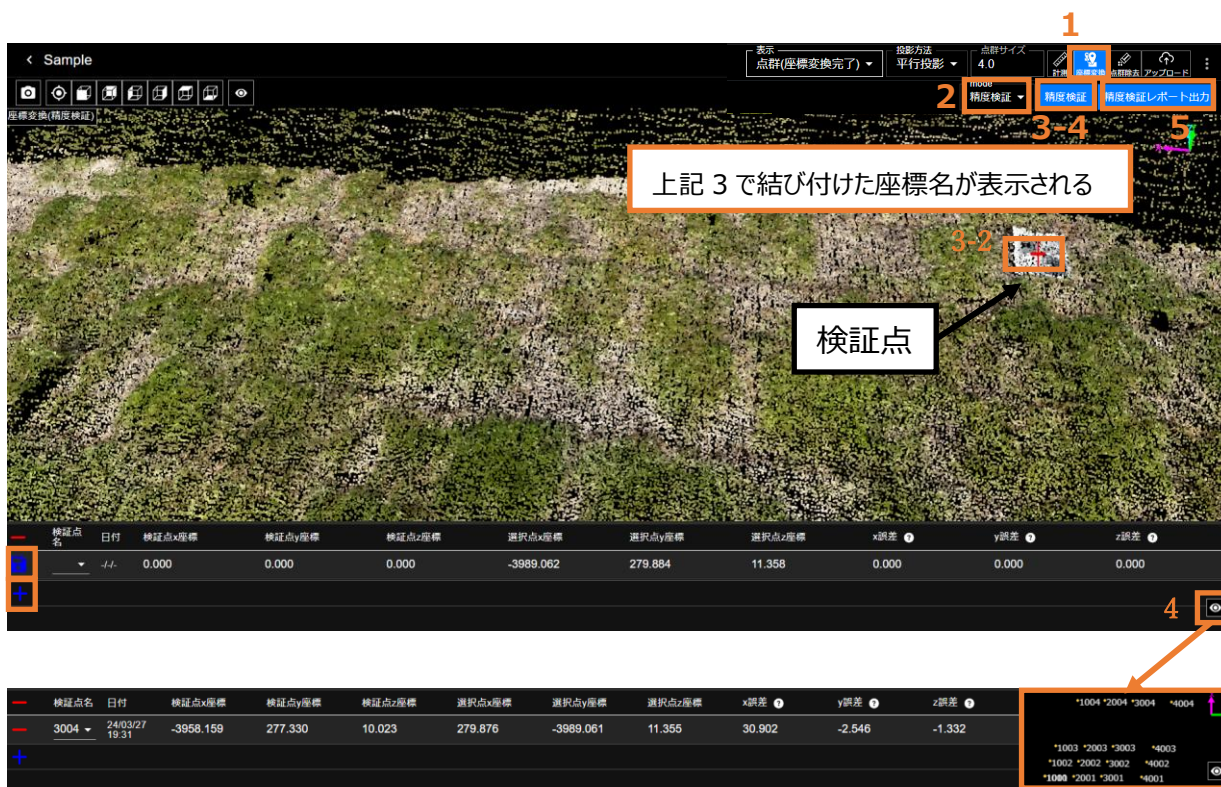 1
< Sample
表示
点群(座標変換完了)
投影方法
平行投影
点群サイズ
4.0
計測 座標変換 点群除去 アップロード
2
mode
精度検証
精度検証
精度検証レポート出力
座標変換(精度検証)
3-4
5
上記 3 で結び付けた座標名が表示される
3-2
検証点
検証点名 日付 検証点x座標 検証点y座標 検証点z座標 選択点x座標 選択点y座標 選択点z座標 x誤差 y誤差 z誤差
-/-/- 0.000 0.000 0.000 -3989.062 279.884 11.358 0.000 0.000 0.000
4
検証点名 日付 検証点x座標 検証点y座標 検証点z座標 選択点x座標 選択点y座標 選択点z座標 x誤差 y誤差 z誤差
3004 24/03/27 19:31 -3958.159 277.330 10.023 279.876 -3989.061 11.355 30.902 -2.546 -1.332
*1004 *2004 *3004 *4004
*1003 *2003 *3003 *4003
*1002 *2002 *3002 *4002
*2001 *3001 *4001